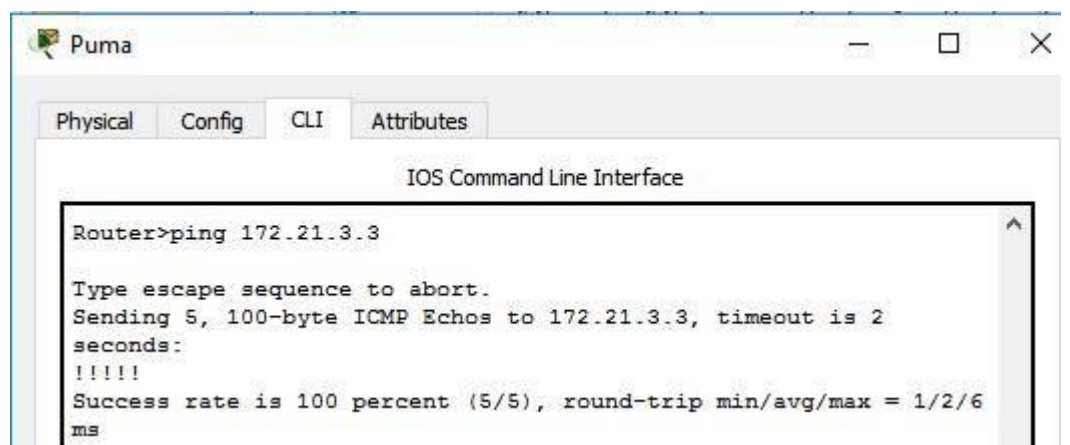 Puma
Physical Config CLI Attributes
IOS Command Line Interface
Router>ping 172.21.3.3
Type escape sequence to abort.
Sending 5, 100-byte ICMP Echos to 172.21.3.3, timeout is 2
seconds:
!!!!!
Success rate is 100 percent (5/5), round-trip min/avg/max = 1/2/6
ms